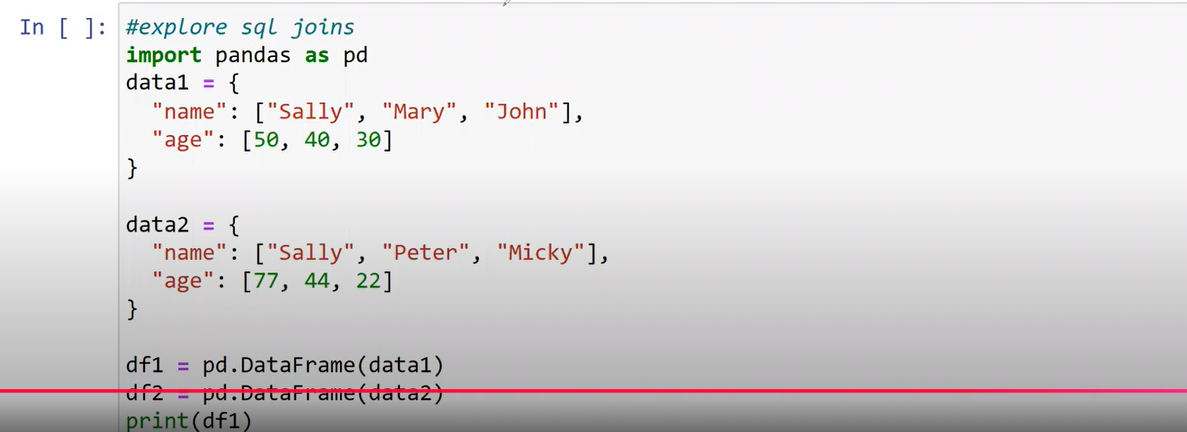 In [ ]: #explore sql joins
import pandas as pd
data1 = {
"name": ["Sally", "Mary", "John"],
"age": [50, 40, 30]
}
data2 = {
"name": ["Sally", "Peter", "Micky"],
"age": [77, 44, 22]
}
df1 = pd.DataFrame(data1)
df2 = pd.DataFrame(data2)
print(df1)